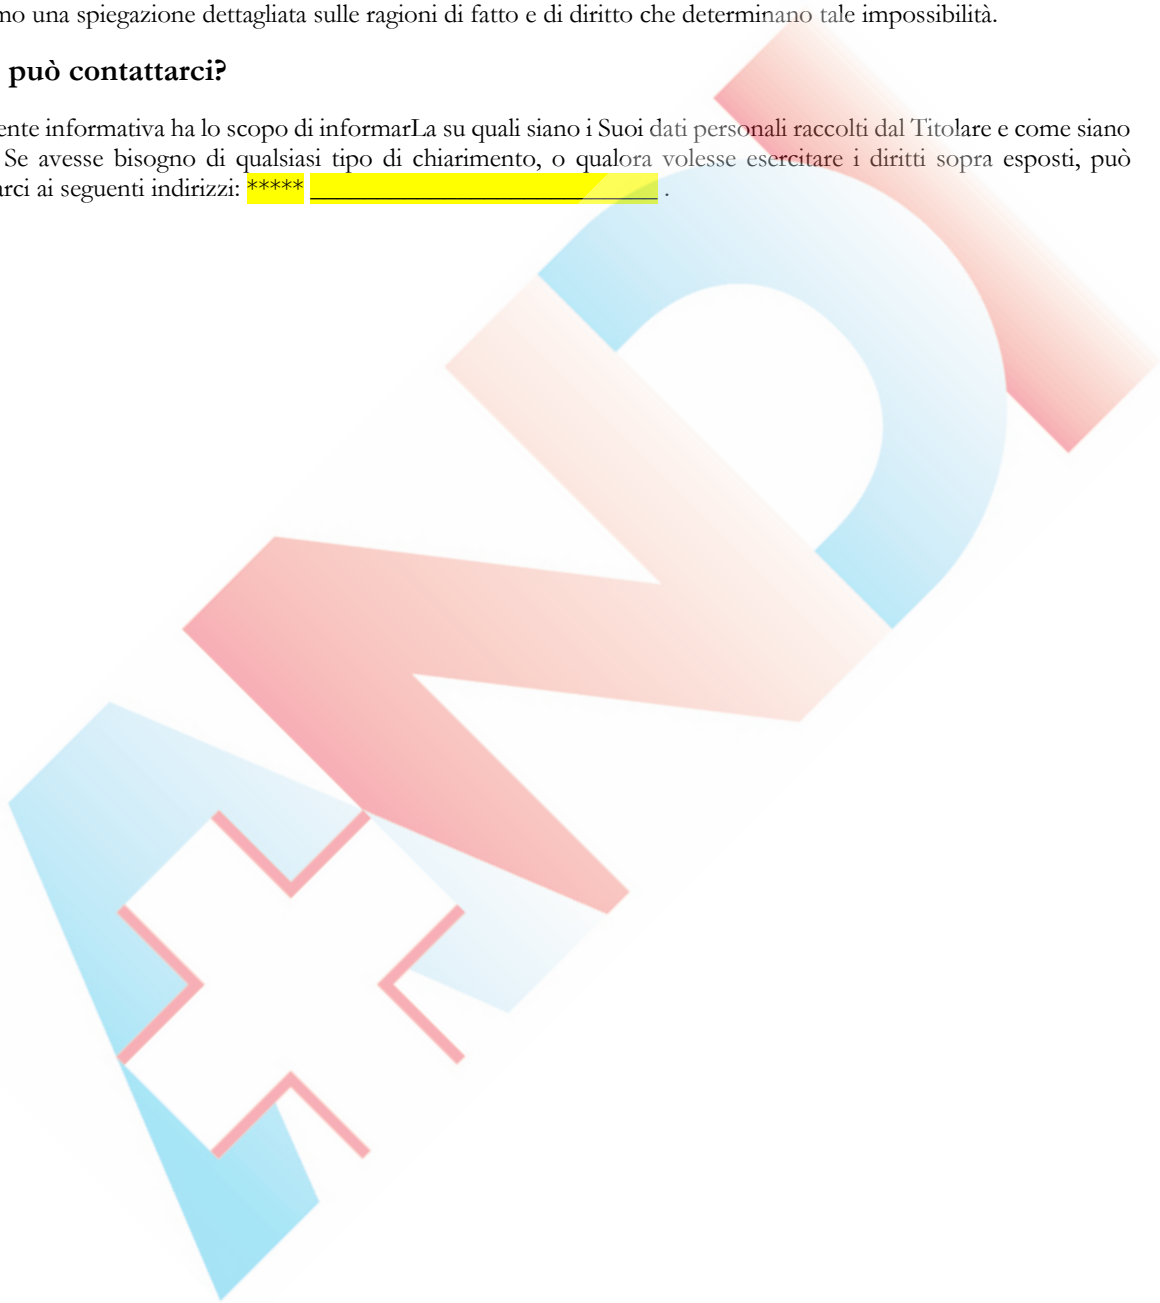 mo una spiegazione dettagliata sulle ragioni di fatto e di diritto che determinano tale impossibilità.
può contattarci?
ente informativa ha lo scopo di informarLa su quali siano i Suoi dati personali raccolti dal Titolare e come siano
Se avesse bisogno di qualsiasi tipo di chiarimento, o qualora volesse esercitare i diritti sopra esposti, può
arci ai seguenti indirizzi: ***** __________________________ .
ANDI